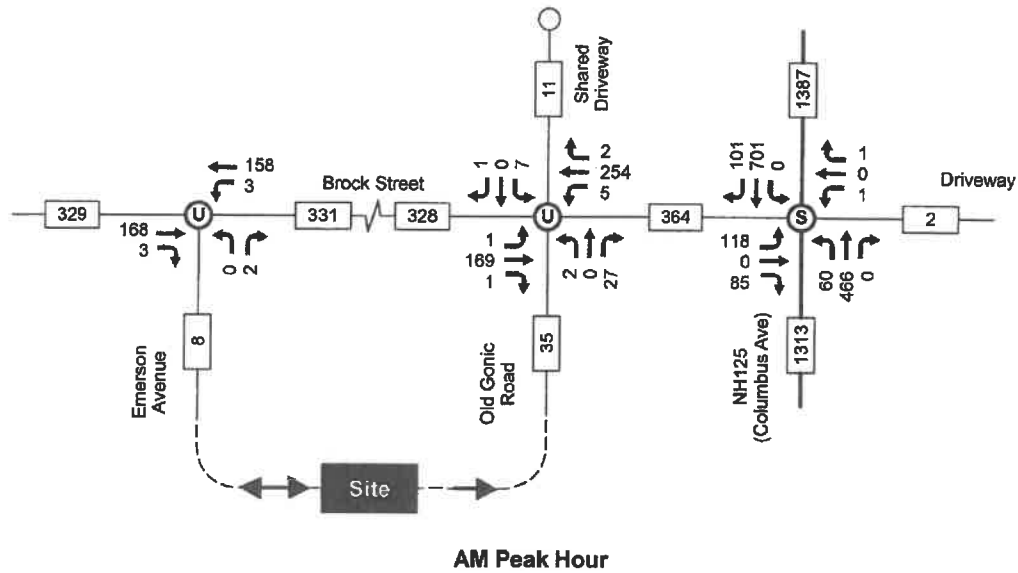 11
Shared
Driveway
1387
158
3
Brock Street
1 0 7
2
254
5
101 701 0
1
0
1
Driveway
329
U
331
328
U
364
S
2
168
3
0 2
1
169
1
2 0 27
118
0
85
60 466 0
8
35
1313
Emerson
Avenue
Old Gonic
Road
NH125
(Columbus Ave)
Site
AM Peak Hour